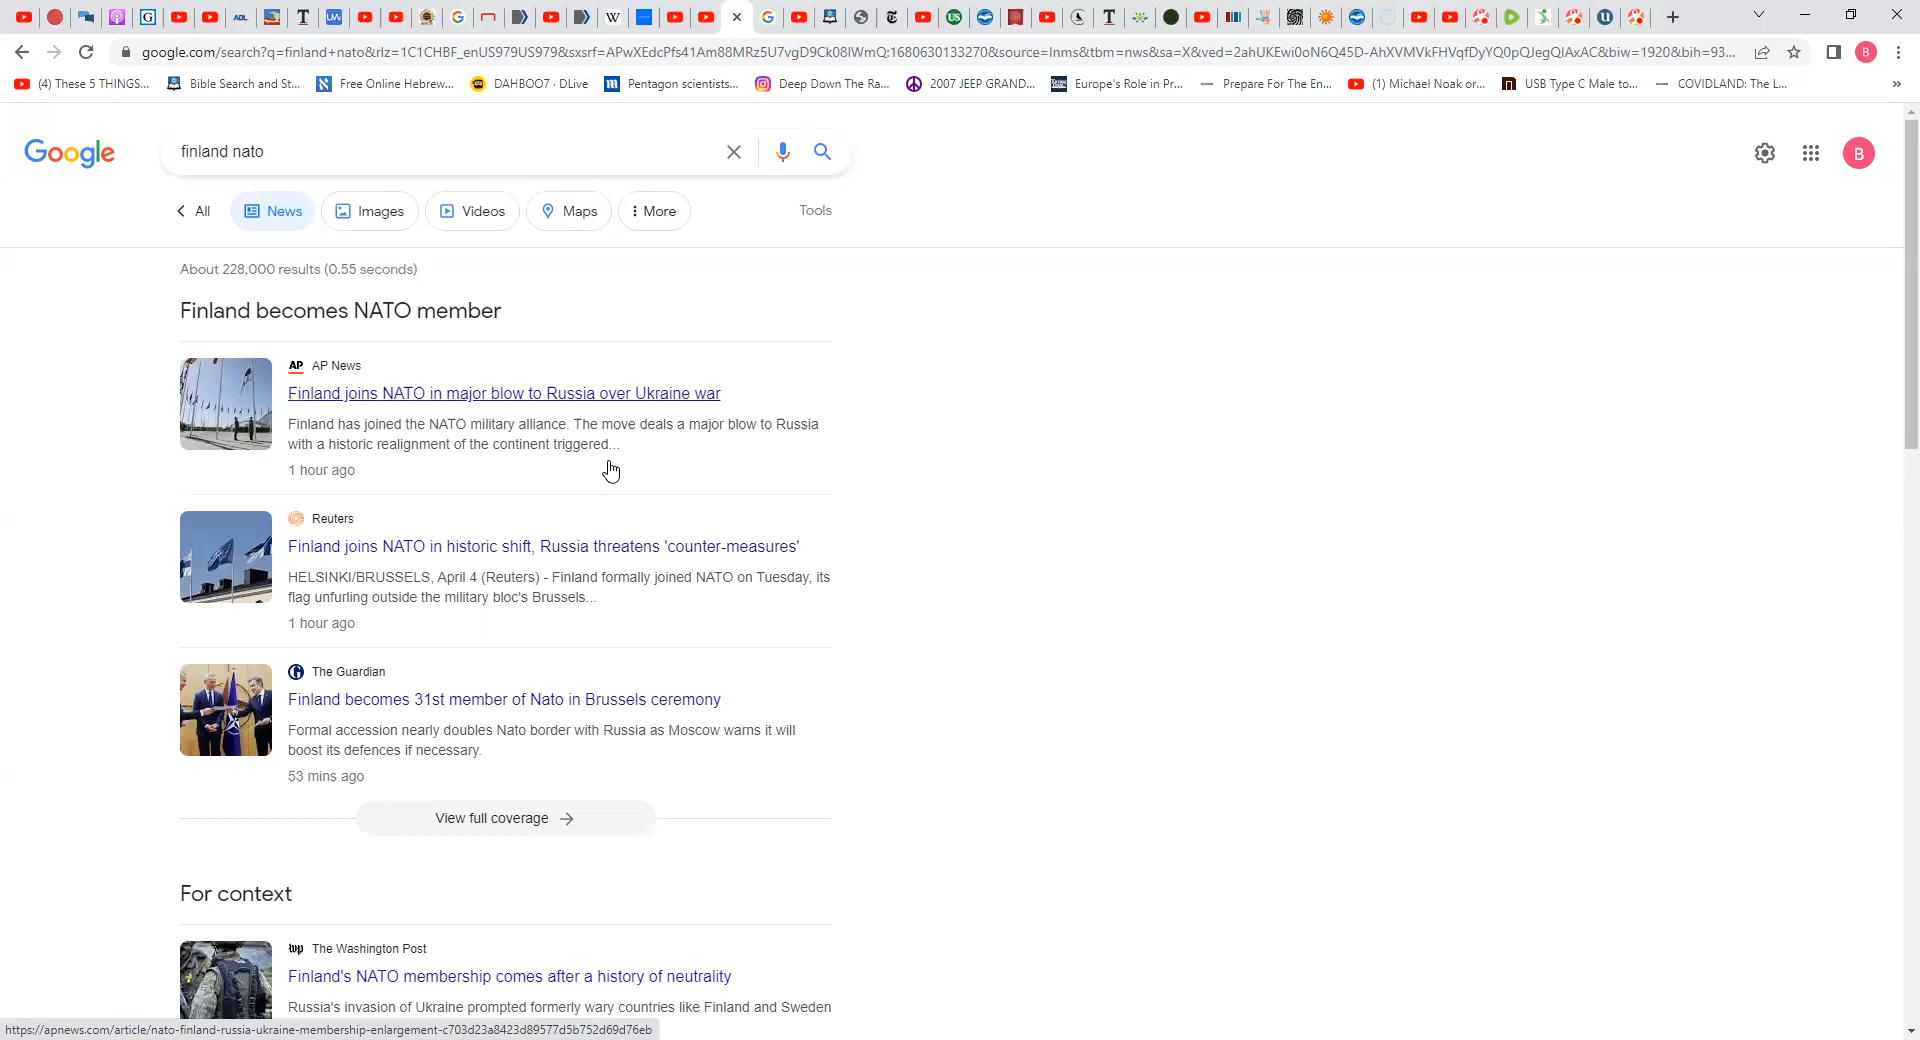 google.com/search?q=finland+nato&rlz=1C1CHBF_enUS979US979&sxsrf=APwXEdcPfs41Am88MRz5U7vgD9Ck08lWmQ:1680630133270&source=lnms&tbm=nws&sa=X&ved=2ahUKEwi0oN6Q45D-AhXVMVkFHVqfDyYQ0pQJegQIAxAC&biw=1920&bih=93...
(4) These 5 THINGS... Bible Search and St... Free Online Hebrew... DAHBOO7 · DLive Pentagon scientists... Deep Down The Ra... 2007 JEEP GRAND... Europe's Role in Pr... Prepare For The En... (1) Michael Noak or... USB Type C Male to... COVIDLAND: The L... »
Google finland nato B
All News Images Videos Maps More Tools
About 228,000 results (0.55 seconds)
Finland becomes NATO member
AP AP News
Finland joins NATO in major blow to Russia over Ukraine war
Finland has joined the NATO military alliance. The move deals a major blow to Russia
with a historic realignment of the continent triggered...
1 hour ago
Reuters
Finland joins NATO in historic shift, Russia threatens 'counter-measures'
HELSINKI/BRUSSELS, April 4 (Reuters) - Finland formally joined NATO on Tuesday, its
flag unfurling outside the military bloc's Brussels...
1 hour ago
The Guardian
Finland becomes 31st member of Nato in Brussels ceremony
Formal accession nearly doubles Nato border with Russia as Moscow warns it will
boost its defences if necessary.
53 mins ago
View full coverage
For context
wp The Washington Post
Finland's NATO membership comes after a history of neutrality
Russia's invasion of Ukraine prompted formerly wary countries like Finland and Sweden
https://apnews.com/article/nato-finland-russia-ukraine-membership-enlargement-c703d23a8423d89577d5b752d69d76eb